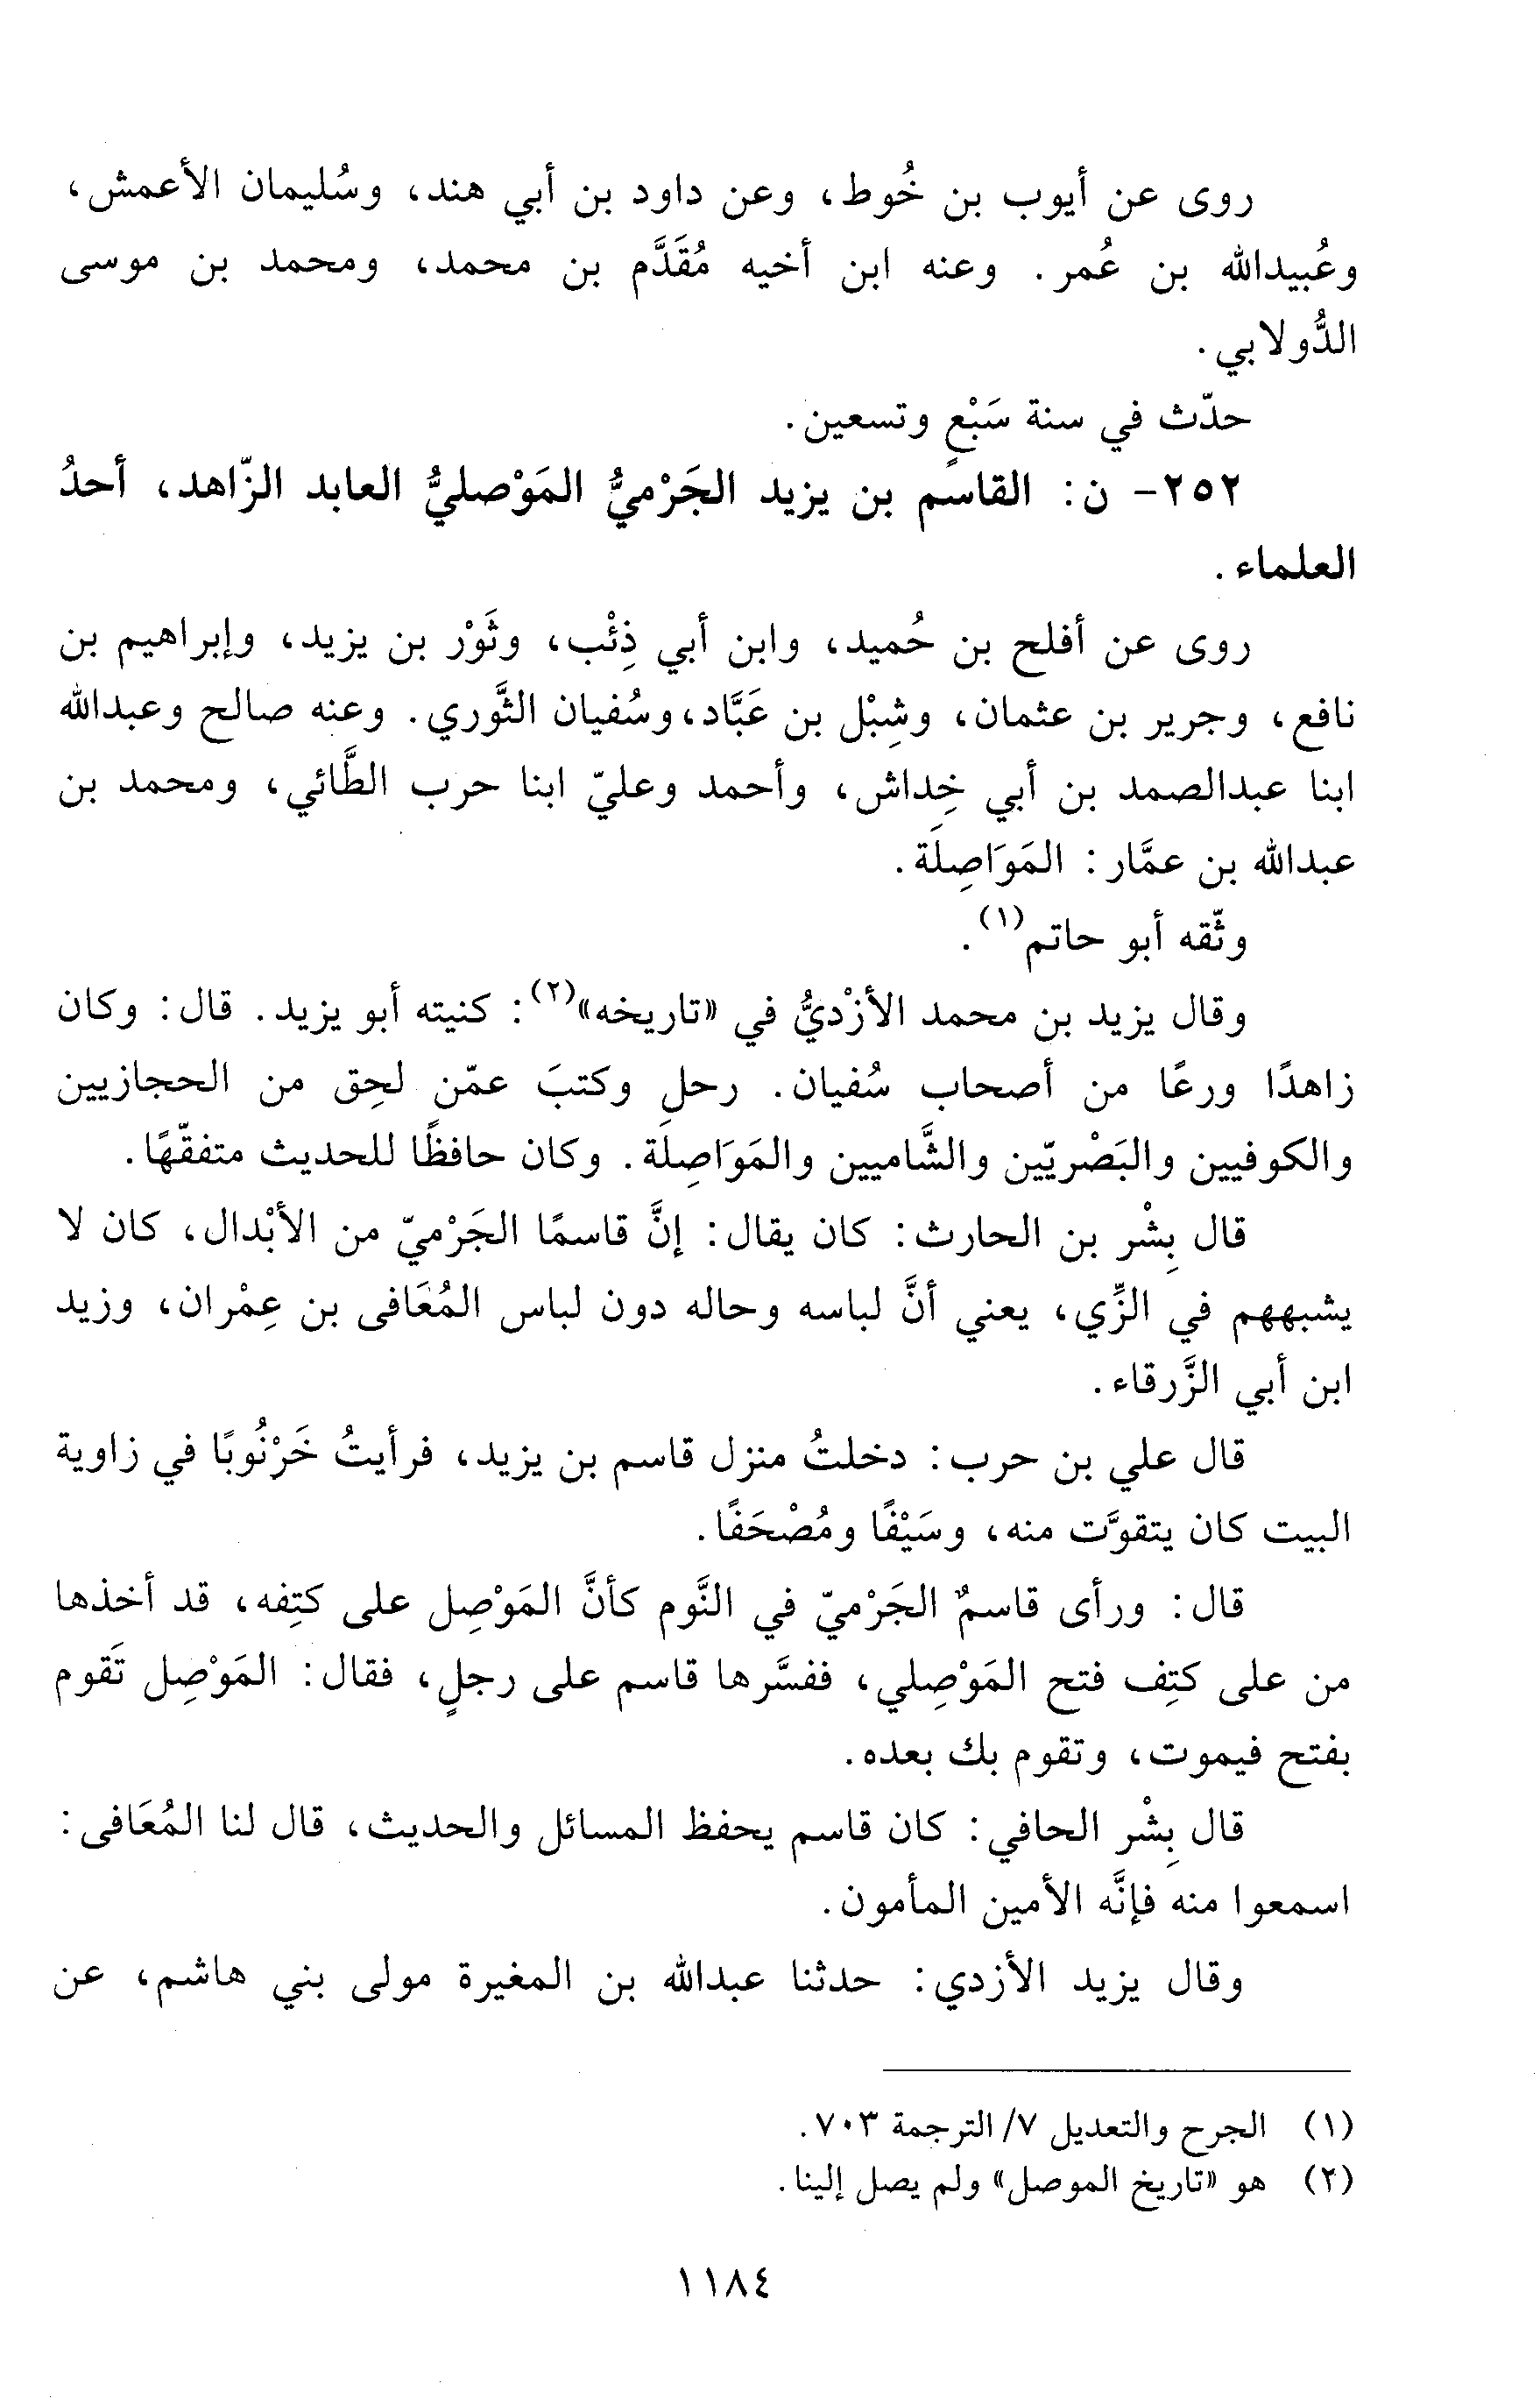 روى عن أيوب بن خُوط، وعن داود بن أبي هند، وسُليمان الأعمش،
وعُبيدالله بن عُمر. وعنه ابن أخيه مُقَدَّم بن محمد، ومحمد بن موسى
الدُّولابي.
حدّث في سنة سَبْعٍ وتسعين.
٢٥٢- ن: القاسم بن يزيد الجَرْميُّ المَوْصليُّ العابد الزّاهد، أحدُ
العلماء.
روى عن أفلح بن حُميد، وابن أبي ذِئْب، وثَوْر بن يزيد، وإبراهيم بن
نافع، وجرير بن عثمان، وشِبْل بن عَبَّاد، وسُفيان الثَّوري. وعنه صالح وعبدالله
ابنا عبدالصمد بن أبي خِداش، وأحمد وعليّ ابنا حرب الطَّائي، ومحمد بن
عبدالله بن عمَّار: المَوَاصِلَة.
وثّقه أبو حاتم(١).
وقال يزيد بن محمد الأزْديُّ في «تاريخه»(٢): كنيته أبو يزيد. قال: وكان
زاهدًا ورعًا من أصحاب سُفيان. رحل وكتبَ عمّن لحِق من الحجازيين
والكوفيين والبَصْريّين والشَّاميين والمَوَاصِلَة. وكان حافظًا للحديث متفقّهًا.
قال بِشْر بن الحارث: كان يقال: إنَّ قاسمًا الجَرْميّ من الأبْدال، كان لا
يشبههم في الزِّي، يعني أنَّ لباسه وحاله دون لباس المُعَافى بن عِمْران، وزيد
ابن أبي الزَّرقاء.
قال علي بن حرب: دخلتُ منزل قاسم بن يزيد، فرأيتُ خَرْنُوبًا في زاوية
البيت كان يتقوَّت منه، وسَيْفًا ومُصْحَفًا.
قال: ورأى قاسمٌ الجَرْميّ في النَّوم كأنَّ المَوْصِل على كتِفه، قد أخذها
من على كتِف فتح المَوْصِلي، ففسَّرها قاسم على رجلٍ، فقال: المَوْصِل تَقوم
بفتح فيموت، وتقوم بك بعده.
قال بِشْر الحافي: كان قاسم يحفظ المسائل والحديث، قال لنا المُعَافى:
اسمعوا منه فإنَّه الأمين المأمون.
وقال يزيد الأزدي: حدثنا عبدالله بن المغيرة مولى بني هاشم، عن
(١) الجرح والتعديل ٧/ الترجمة ٧٠٣.
(٢) هو «تاريخ الموصل» ولم يصل إلينا.
١١٨٤